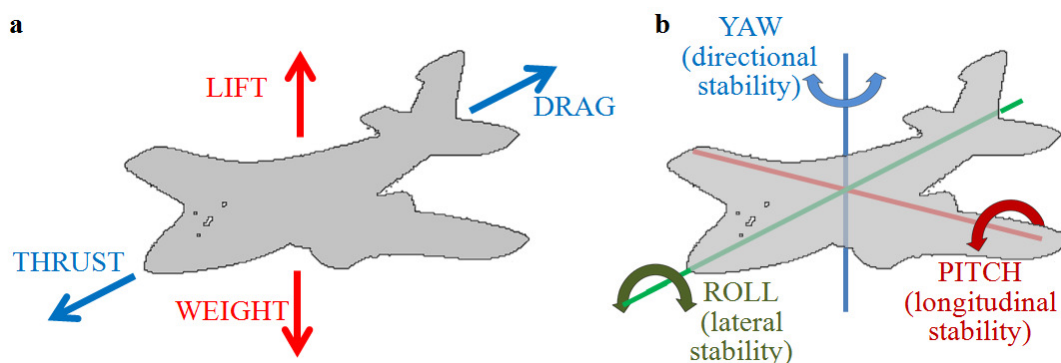 a
LIFT
DRAG
THRUST
WEIGHT
b
YAW
(directional
stability)
ROLL
(lateral
stability)
PITCH
(longitudinal
stability)